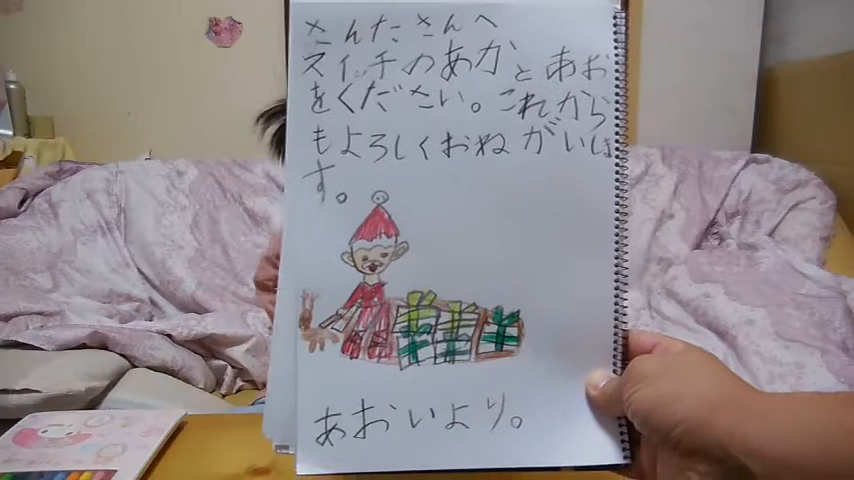 さんたさんへ
スイッチのあかとあお
をください。これから
もよろしくおねがいしま
す。
あおいより。